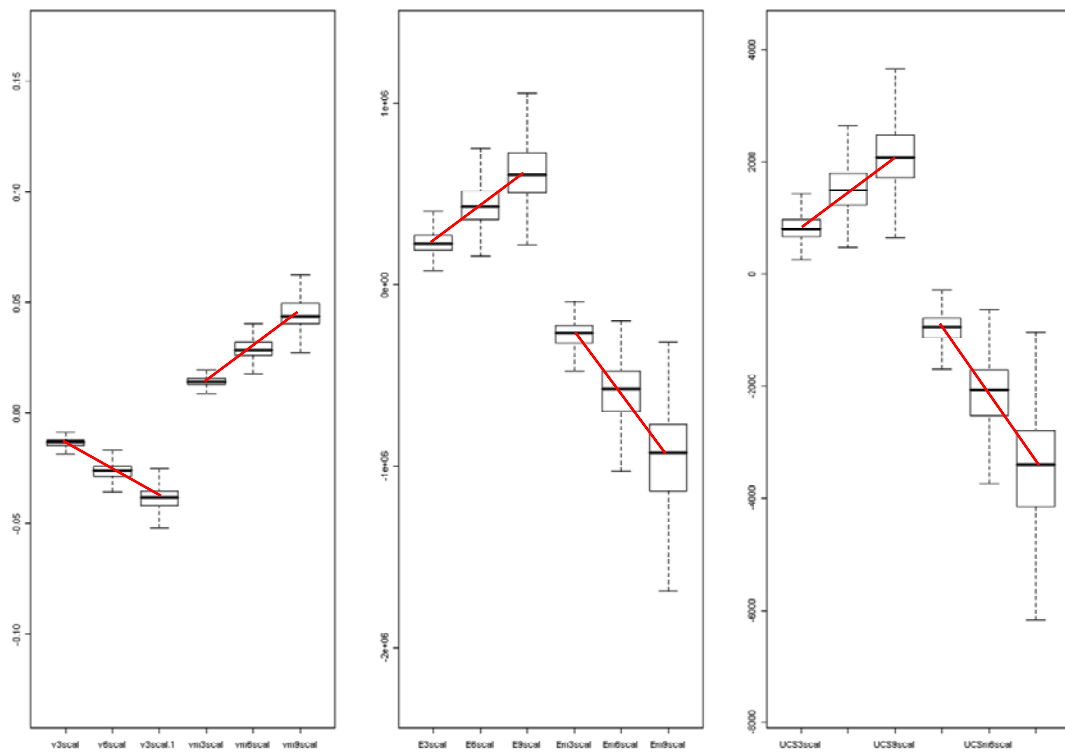 0.15
0.10
0.05
0.00
-0.05
-0.10
v3scal v6scal v3scal.1 vm3scal vm6scal vm9scal
1e+06
0e+00
-1e+06
-2e+06
E3scal E6scal E9scal Em3scal Em6scal Em9scal
4000
2000
0
-2000
-4000
-6000
-8000
UCS3scal UCS9scal UCSm6scal